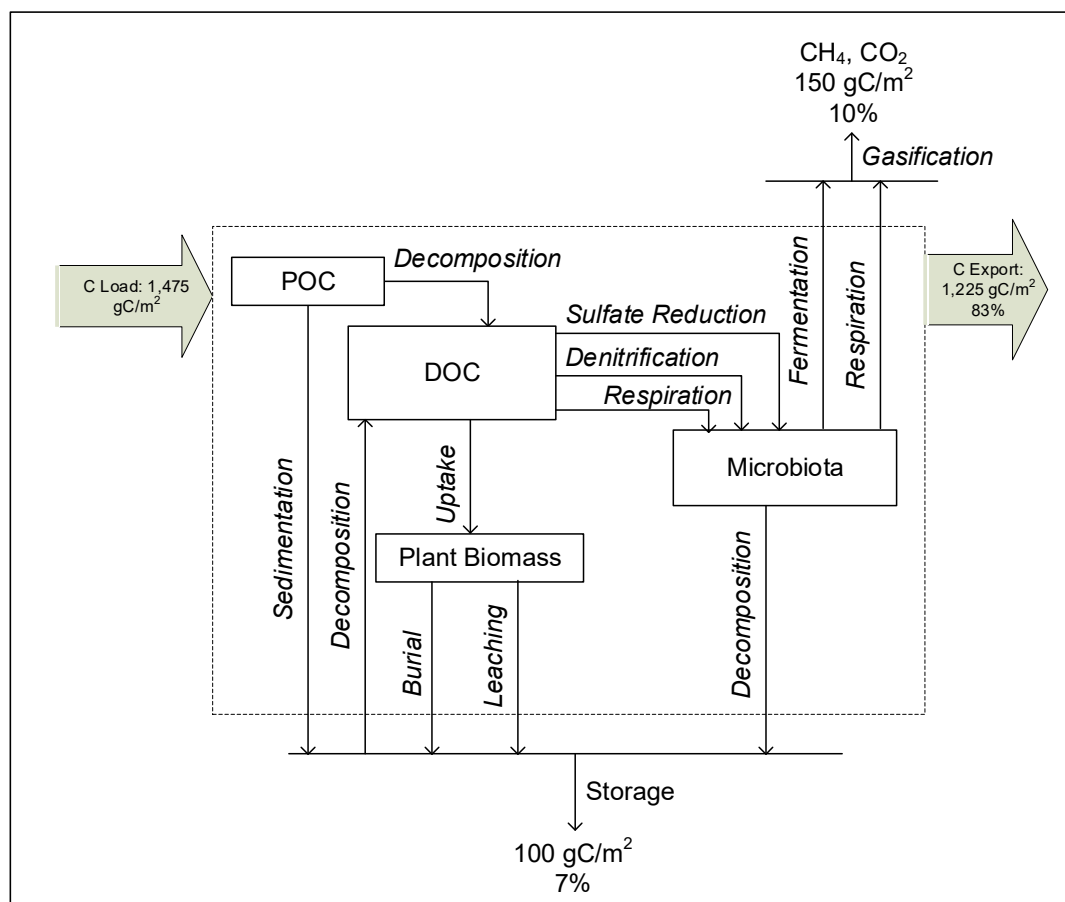 CH₄, CO₂
150 gC/m²
10%
Gasification
C Load: 1,475
gC/m²
POC
Decomposition
Fermentation
Respiration
C Export:
1,225 gC/m²
83%
DOC
Sulfate Reduction
Denitrification
Respiration
Microbiota
Uptake
Plant Biomass
Sedimentation
Decomposition
Burial
Leaching
Decomposition
Storage
100 gC/m²
7%